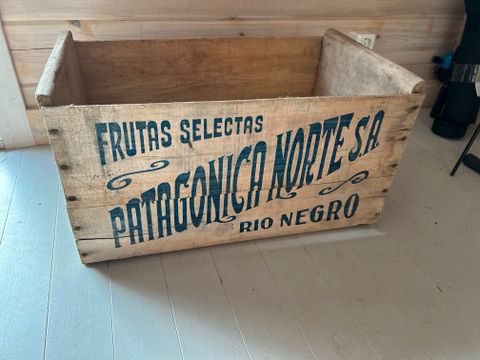 FRUTAS SELECTAS
PATAGONICA NORTE S.A.
RIO NEGRO